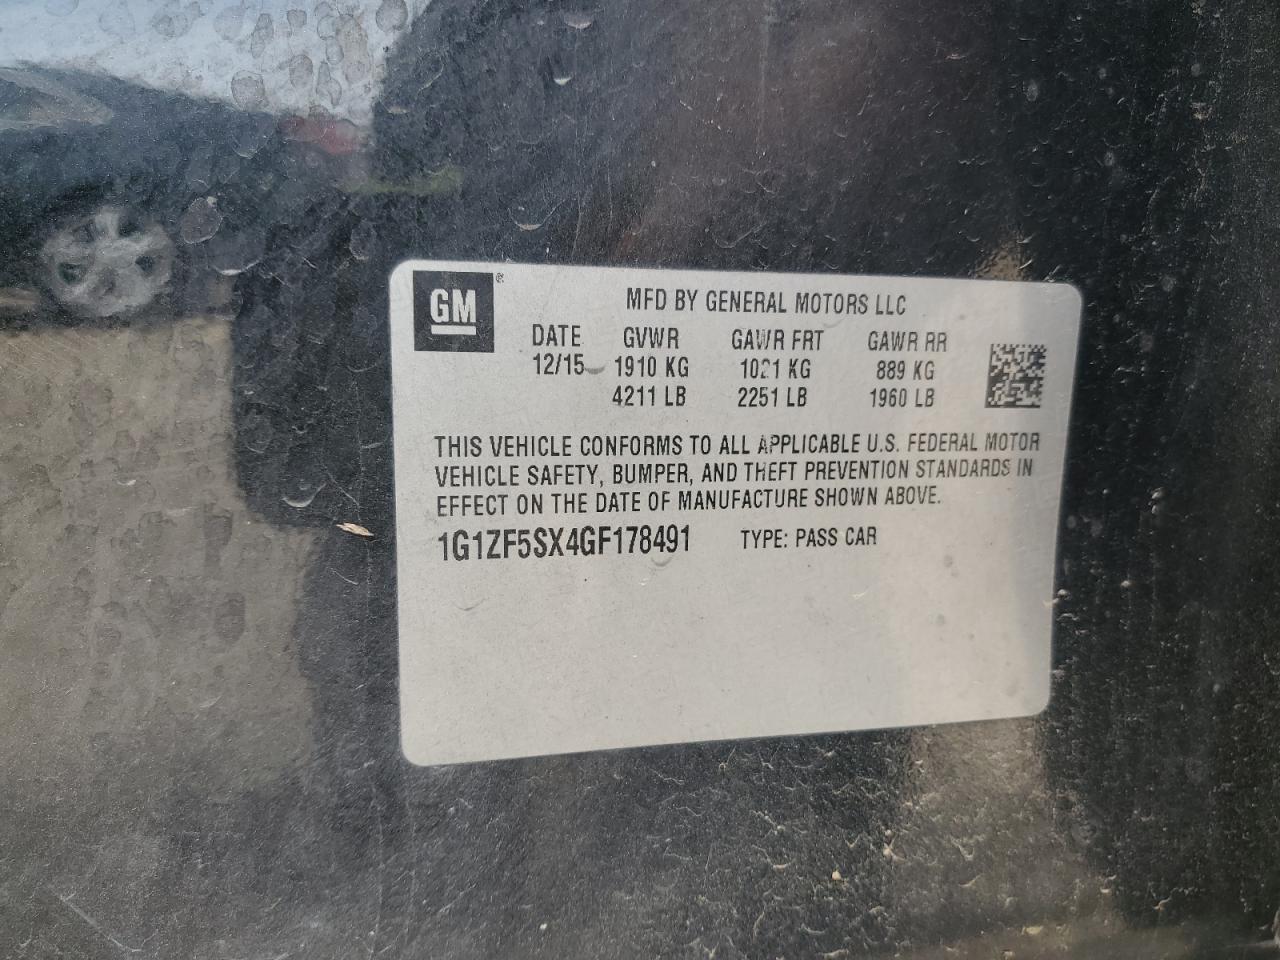 GM ®
MFD BY GENERAL MOTORS LLC
DATE GVWR GAWR FRT GAWR RR
12/15 1910 KG 1021 KG 889 KG
4211 LB 2251 LB 1960 LB
THIS VEHICLE CONFORMS TO ALL APPLICABLE U.S. FEDERAL MOTOR
VEHICLE SAFETY, BUMPER, AND THEFT PREVENTION STANDARDS IN
EFFECT ON THE DATE OF MANUFACTURE SHOWN ABOVE.
1G1ZF5SX4GF178491 TYPE: PASS CAR